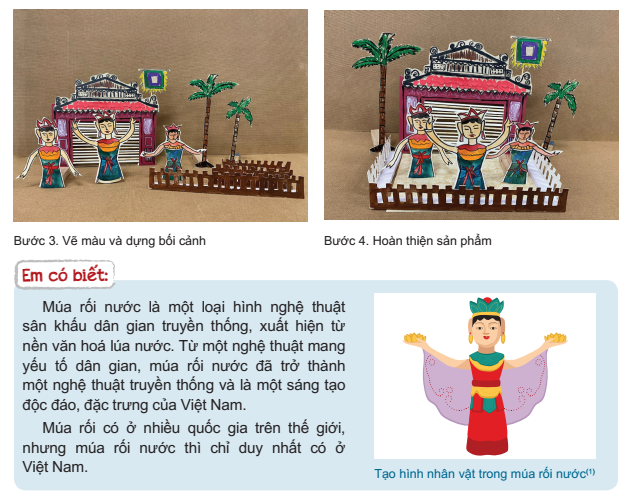 Bước 3. Vẽ màu và dựng bối cảnh
Bước 4. Hoàn thiện sản phẩm
Em có biết:
Múa rối nước là một loại hình nghệ thuật
sân khấu dân gian truyền thống, xuất hiện từ
nền văn hoá lúa nước. Từ một nghệ thuật mang
yếu tố dân gian, múa rối nước đã trở thành
một nghệ thuật truyền thống và là một sáng tạo
độc đáo, đặc trưng của Việt Nam.
Múa rối có ở nhiều quốc gia trên thế giới,
nhưng múa rối nước thì chỉ duy nhất có ở
Việt Nam.
Tạo hình nhân vật trong múa rối nước(1)